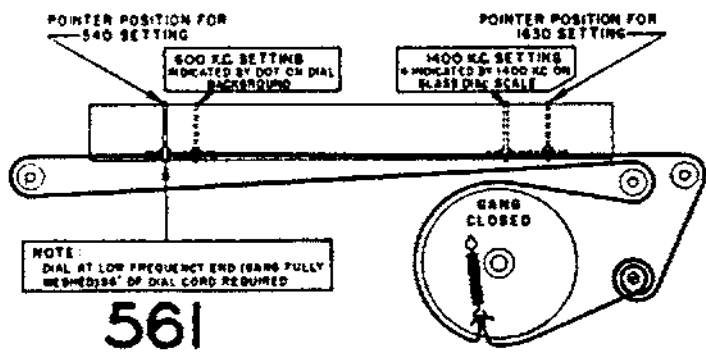 POINTER POSITION FOR
540 SETTING
600 K.C. SETTING
INDICATED BY DOT ON DIAL
BACKGROUND
1400 K.C. SETTING
INDICATED BY 1400 KC ON
GLASS DISC SCALE
POINTER POSITION FOR
1630 SETTING
GANG
CLOSED
NOTE:
DIAL AT LOW FREQUENCY END (GANG FULLY
MESHED) 56" OF DIAL CORD REQUIRED
561